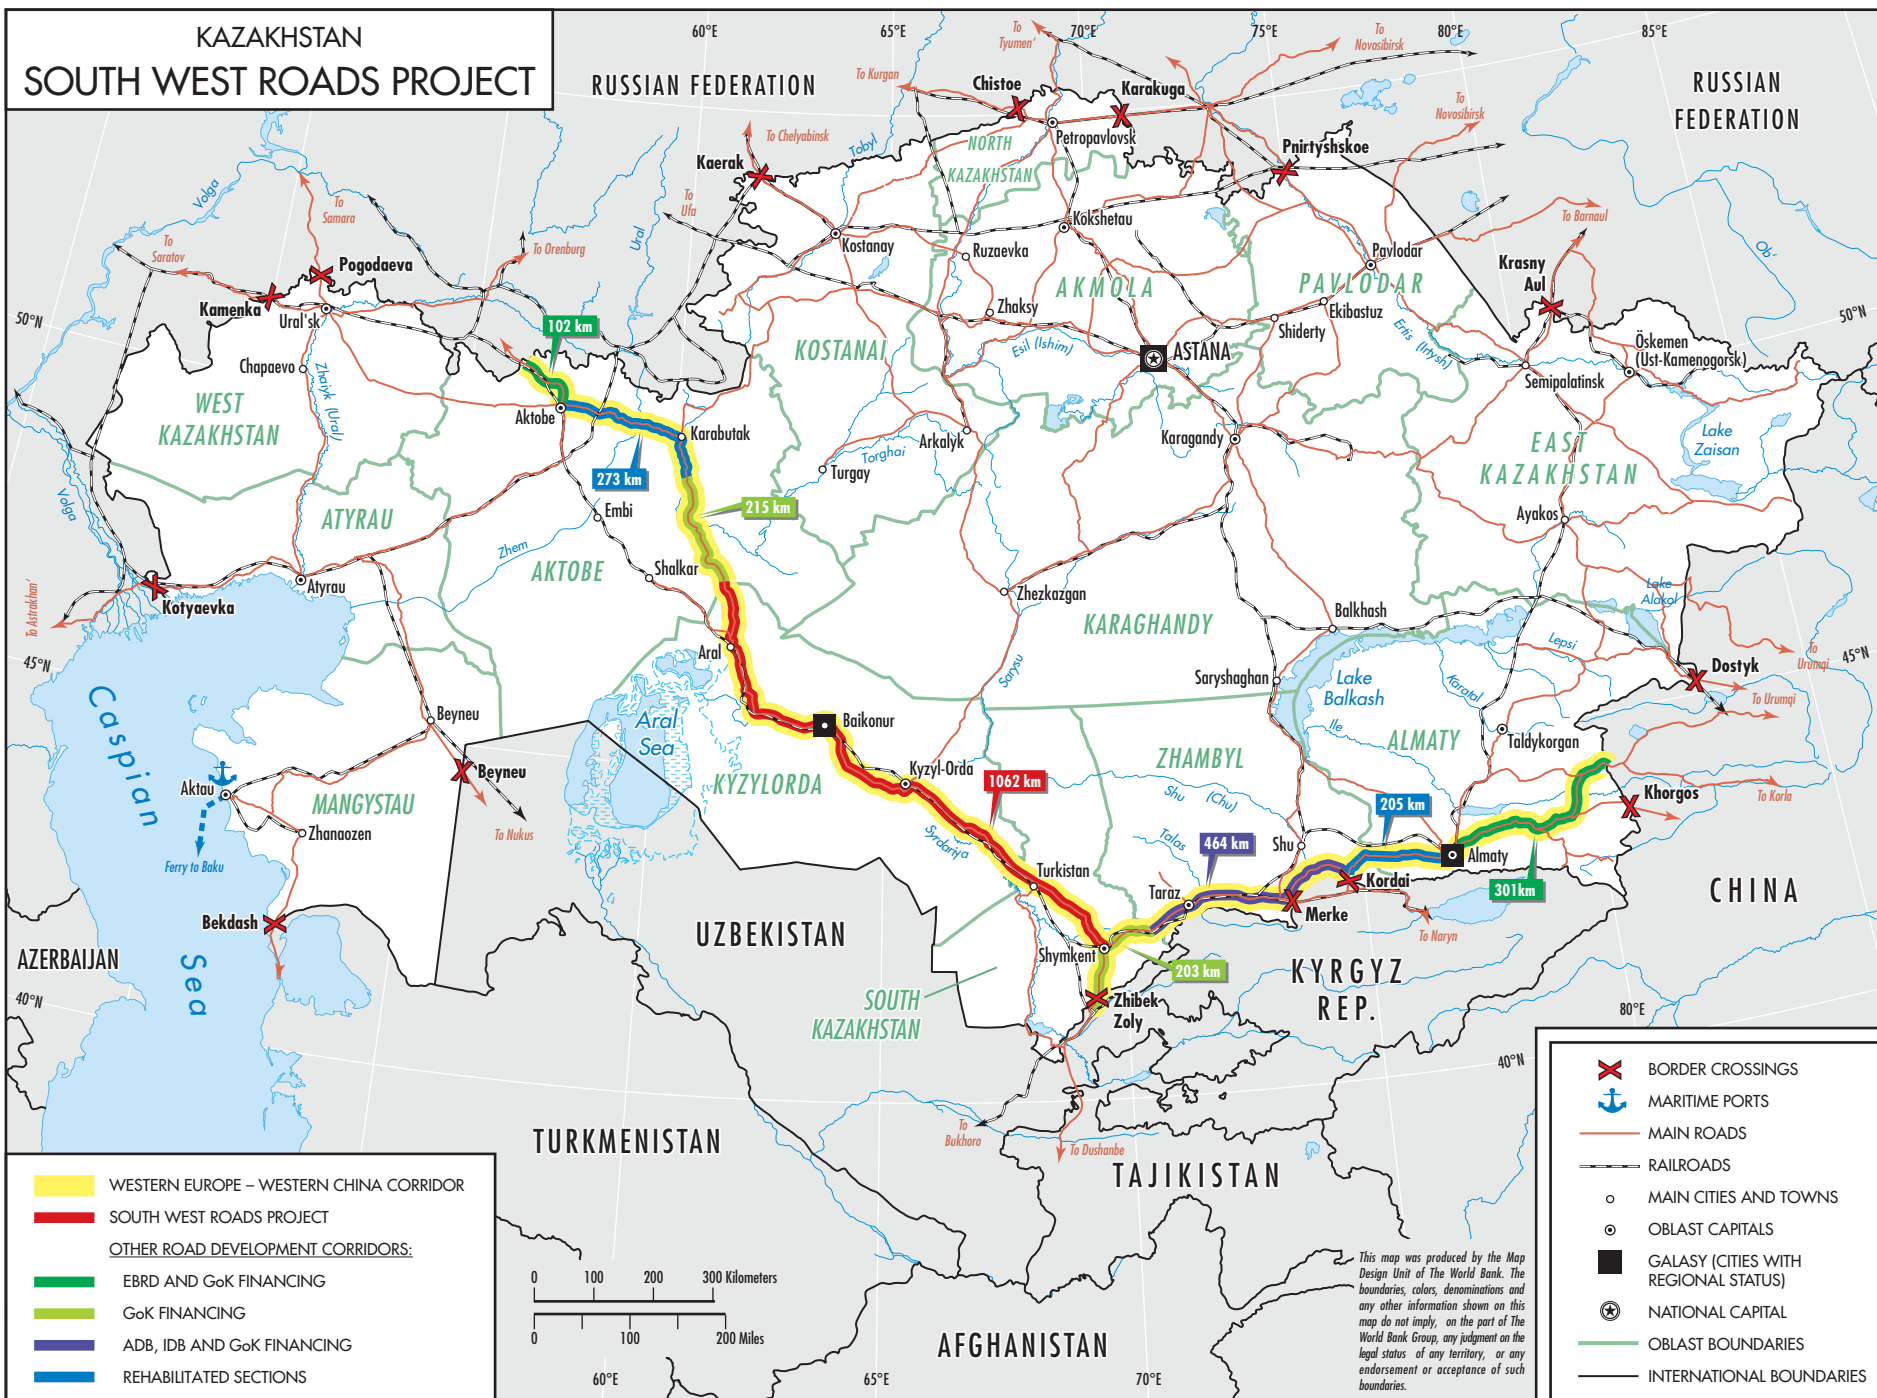 KAZAKHSTAN
SOUTH WEST ROADS PROJECT
60°E
65°E
70°E
75°E
80°E
85°E
To
Tyumen'
To
Novosibirsk
RUSSIAN FEDERATION
To Kurgan
Chistoe
Karakuga
RUSSIAN
FEDERATION
To
Novosibirsk
To Chelyabinsk
Tobyl
Petropavlovsk
NORTH
KAZAKHSTAN
Pnirtyshskoe
Kaerak
Volga
To
Samara
To
Ufa
Ural
Kokshetau
To Barnaul
To
Saratov
To Orenburg
Kostanay
Ruzaevka
Pavlodar
Ob'
Pogodaeva
Krasny
Aul
AKMOLA
PAVLODAR
Kamenka
Ural'sk
Zhaksy
Ekibastuz
Shiderty
50°N
50°N
102 km
KOSTANAI
Esil (Ishim)
ASTANA
Ertis (Irtysh)
Öskemen
(Ust-Kamenogorsk)
Chapaevo
Zhaiyk (Ural)
Semipalatinsk
WEST
KAZAKHSTAN
Aktobe
Karabutak
Arkalyk
Karagandy
Lake
Zaisan
EAST
KAZAKHSTAN
Torghai
Turgay
273 km
215 km
Volga
ATYRAU
Embi
Ayakos
Zhem
AKTOBE
Shalkar
Atyrau
Kotyaevka
To Astrakhan'
Zhezkazgan
Balkhash
Lake
Alakol
KARAGHANDY
Lepsi
45°N
Aral
Sarysu
Saryshaghan
Lake
Balkash
Karatal
To
Urumqi
45°N
Dostyk
To Urumqi
Caspian
Sea
Beyneu
Aral
Sea
Baikonur
Ile
ALMATY
Taldykorgan
ZHAMBYL
Beyneu
Aktau
KYZYLORDA
Kyzyl-Orda
1062 km
Shu (Chu)
205 km
Khorgos
To Korla
MANGYSTAU
Zhanaozen
To Nukus
Syrdariya
Talas
464 km
Shu
Almaty
Ferry to Baku
Turkistan
Taraz
Kordai
301km
CHINA
Merke
Bekdash
UZBEKISTAN
To Naryn
AZERBAIJAN
Shymkent
203 km
KYRGYZ
REP.
40°N
SOUTH
KAZAKHSTAN
Zhibek
Zoly
80°E
40°N
To
Bukhoro
To Dushanbe
TURKMENISTAN
TAJIKISTAN
AFGHANISTAN
60°E
65°E
70°E
WESTERN EUROPE – WESTERN CHINA CORRIDOR
SOUTH WEST ROADS PROJECT
OTHER ROAD DEVELOPMENT CORRIDORS:
EBRD AND GoK FINANCING
GoK FINANCING
ADB, IDB AND GoK FINANCING
REHABILITATED SECTIONS
0 100 200 300 Kilometers
0 100 200 Miles
This map was produced by the Map
Design Unit of The World Bank. The
boundaries, colors, denominations and
any other information shown on this
map do not imply, on the part of The
World Bank Group, any judgment on the
legal status of any territory, or any
endorsement or acceptance of such
boundaries.
BORDER CROSSINGS
MARITIME PORTS
MAIN ROADS
RAILROADS
MAIN CITIES AND TOWNS
OBLAST CAPITALS
GALASY (CITIES WITH
REGIONAL STATUS)
NATIONAL CAPITAL
OBLAST BOUNDARIES
INTERNATIONAL BOUNDARIES